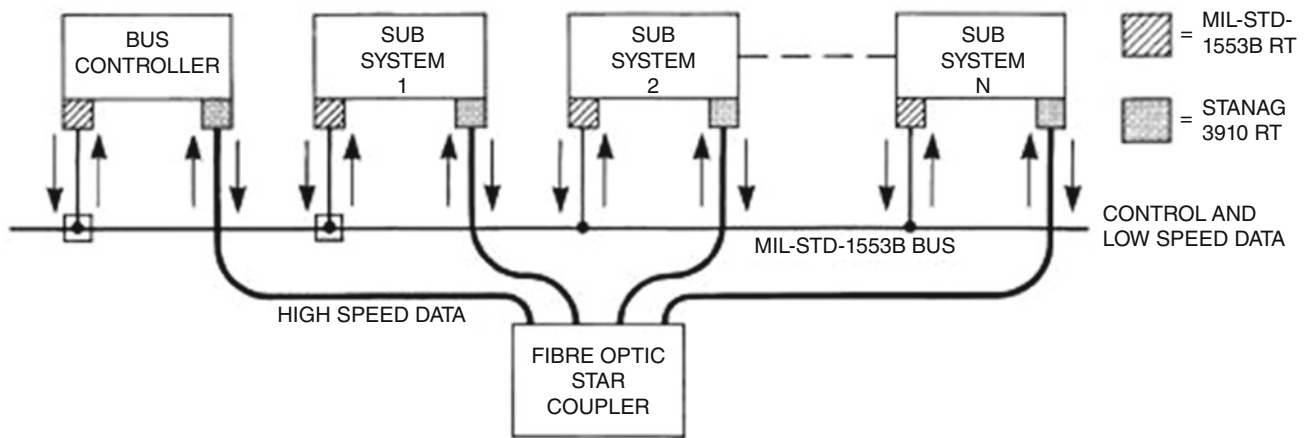 BUS
CONTROLLER
SUB
SYSTEM
1
SUB
SYSTEM
2
SUB
SYSTEM
N
= MIL-STD-
1553B RT
= STANAG
3910 RT
CONTROL AND
LOW SPEED DATA
MIL-STD-1553B BUS
HIGH SPEED DATA
FIBRE OPTIC
STAR
COUPLER